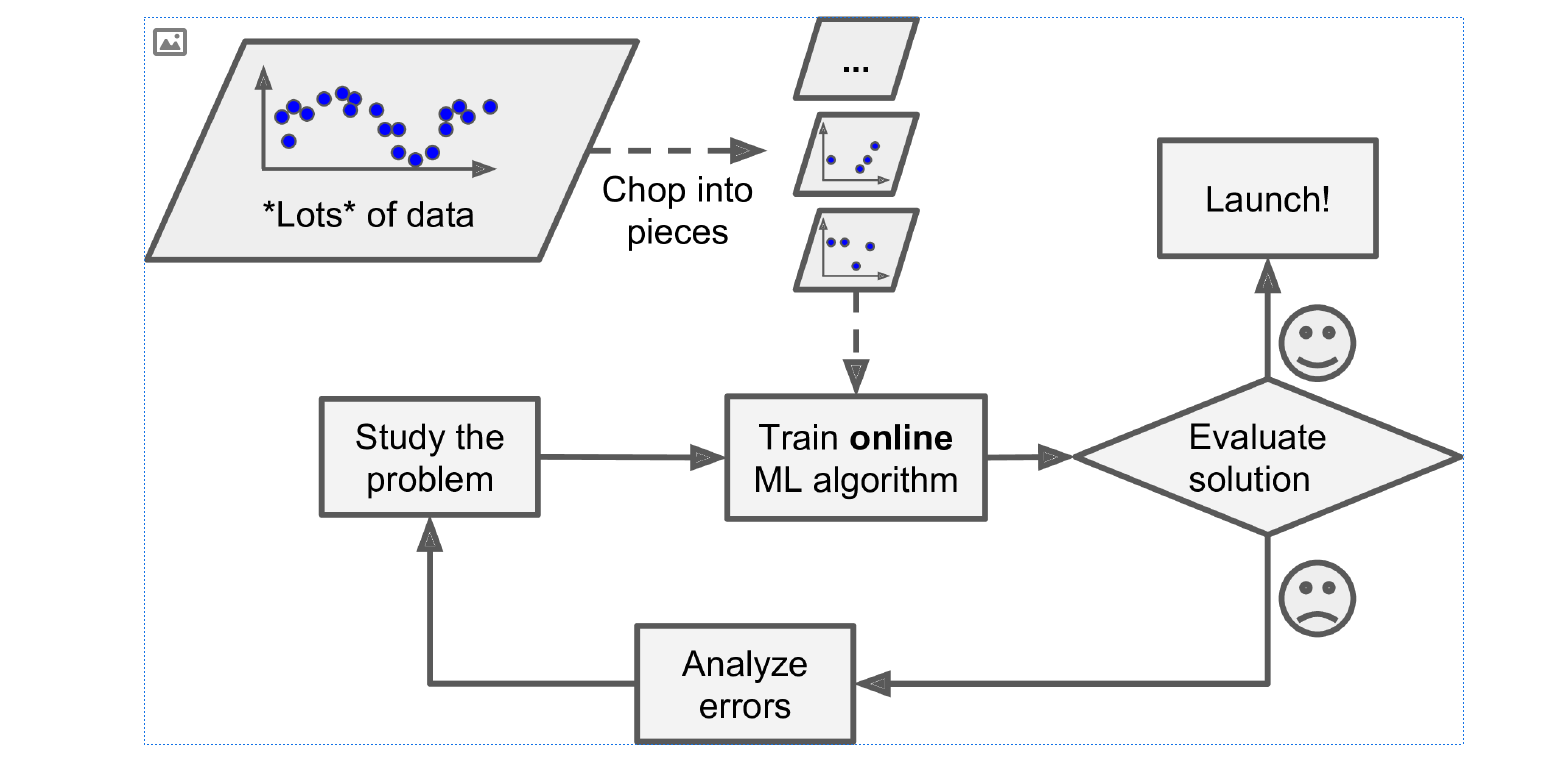 ...
*Lots* of data
Chop into
pieces
Launch!
Study the
problem
Train online
ML algorithm
Evaluate
solution
Analyze
errors